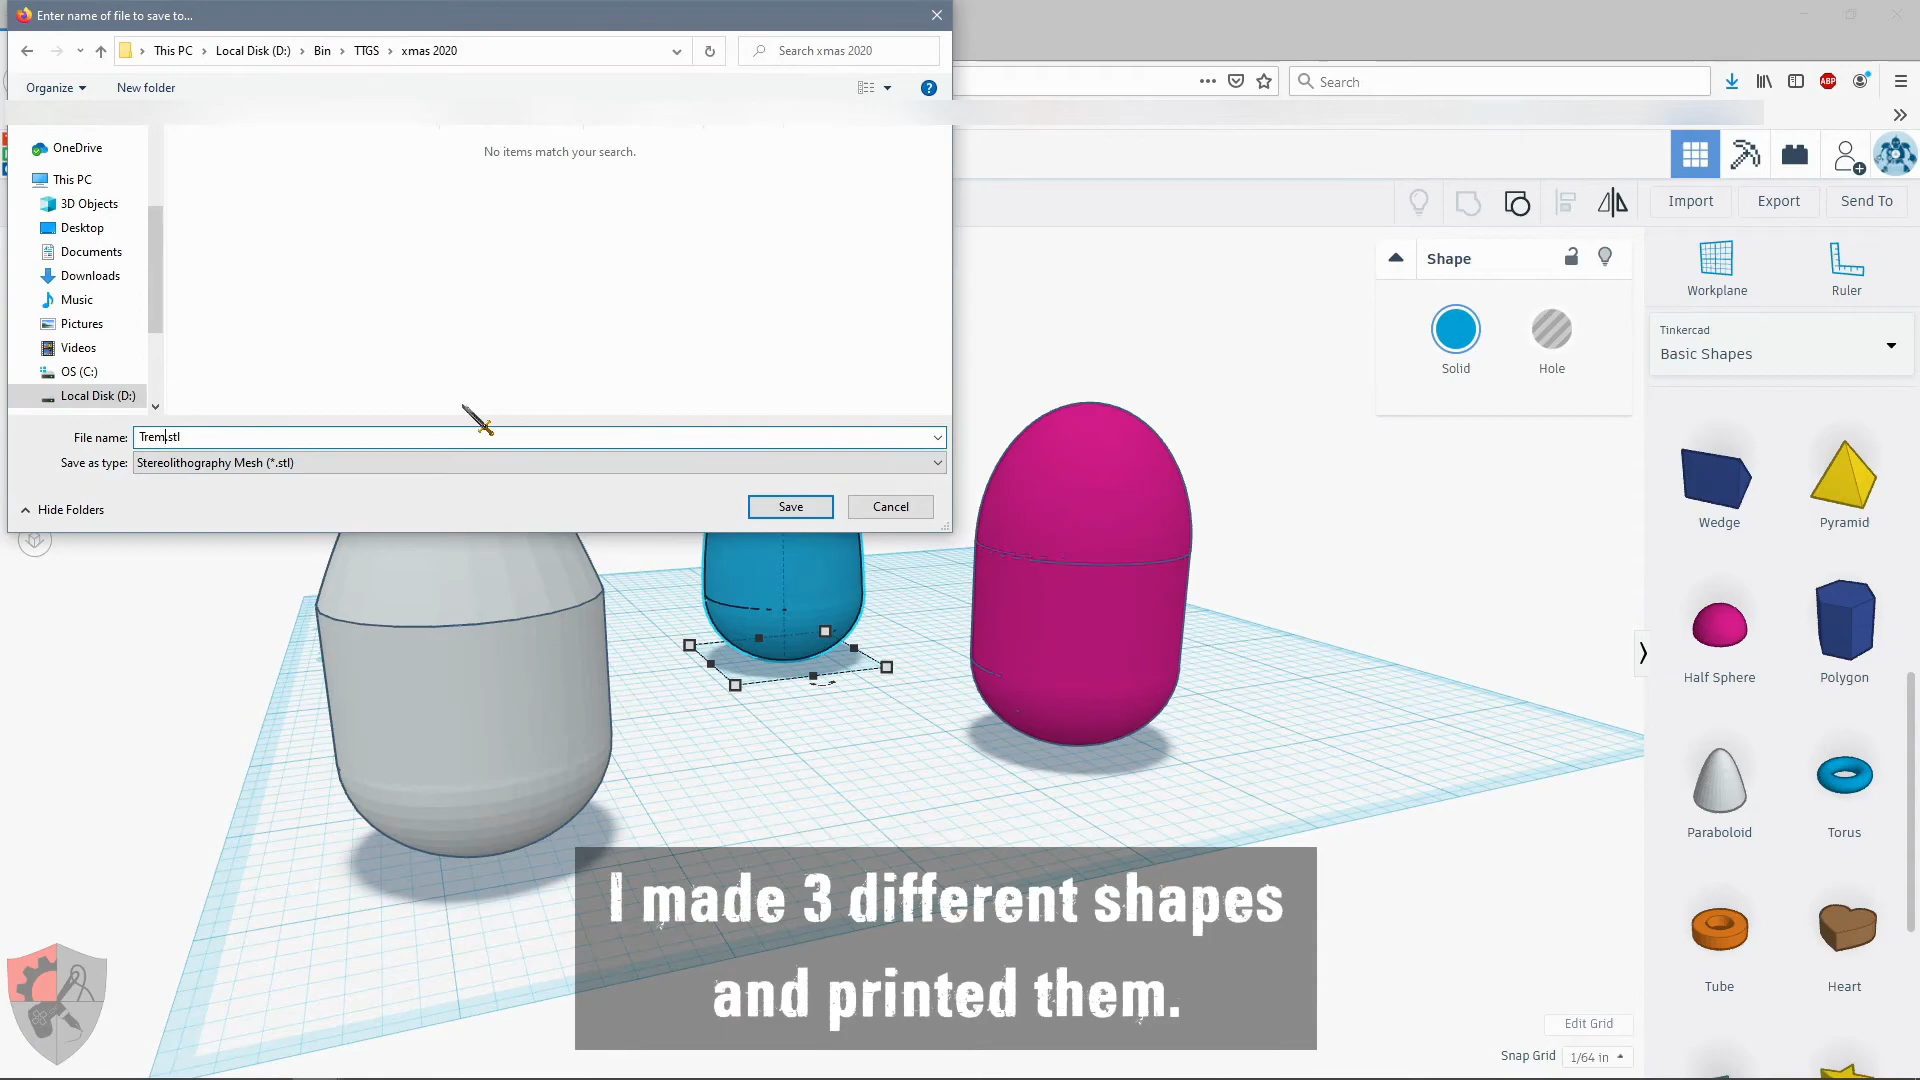 Enter name of file to save to...
This PC
Local Disk (D:)
Bin
TTGS
xmas 2020
Search xmas 2020
Organize
New folder
Search
ABP
OneDrive
This PC
3D Objects
Desktop
Documents
Downloads
Music
Pictures
Videos
OS (C:)
Local Disk (D:)
No items match your search.
File name: Trem.stl
Save as type: Stereolithography Mesh (*.stl)
Hide Folders
Save
Cancel
Import
Export
Send To
Shape
Solid
Hole
Workplane
Ruler
Tinkercad
Basic Shapes
Wedge
Pyramid
Half Sphere
Polygon
Paraboloid
Torus
Tube
Heart
Edit Grid
Snap Grid 1/64 in
I made 3 different shapes
and printed them.